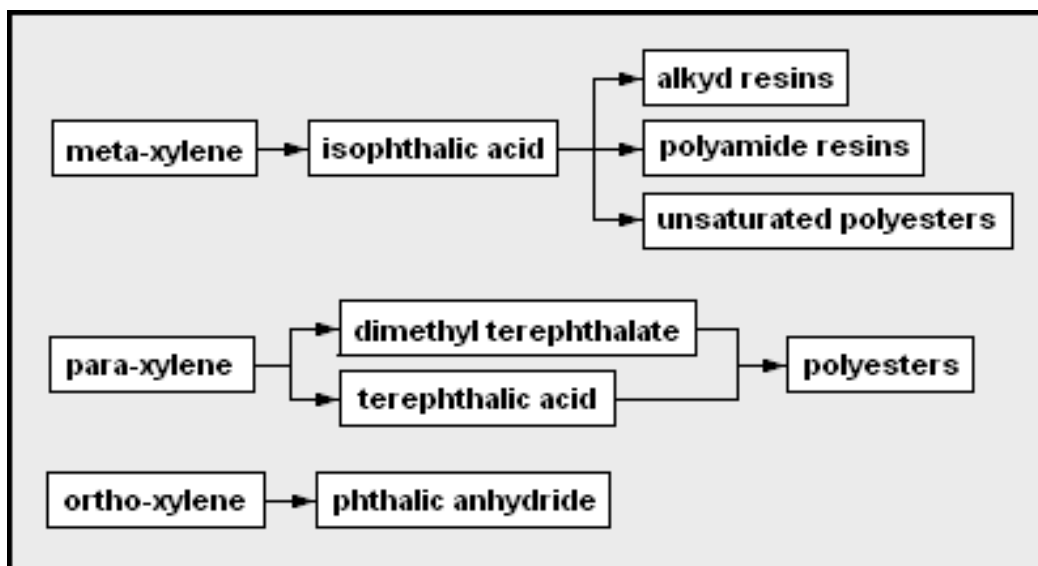 alkyd resins
meta-xylene
isophthalic acid
polyamide resins
unsaturated polyesters
dimethyl terephthalate
para-xylene
polyesters
terephthalic acid
ortho-xylene
phthalic anhydride